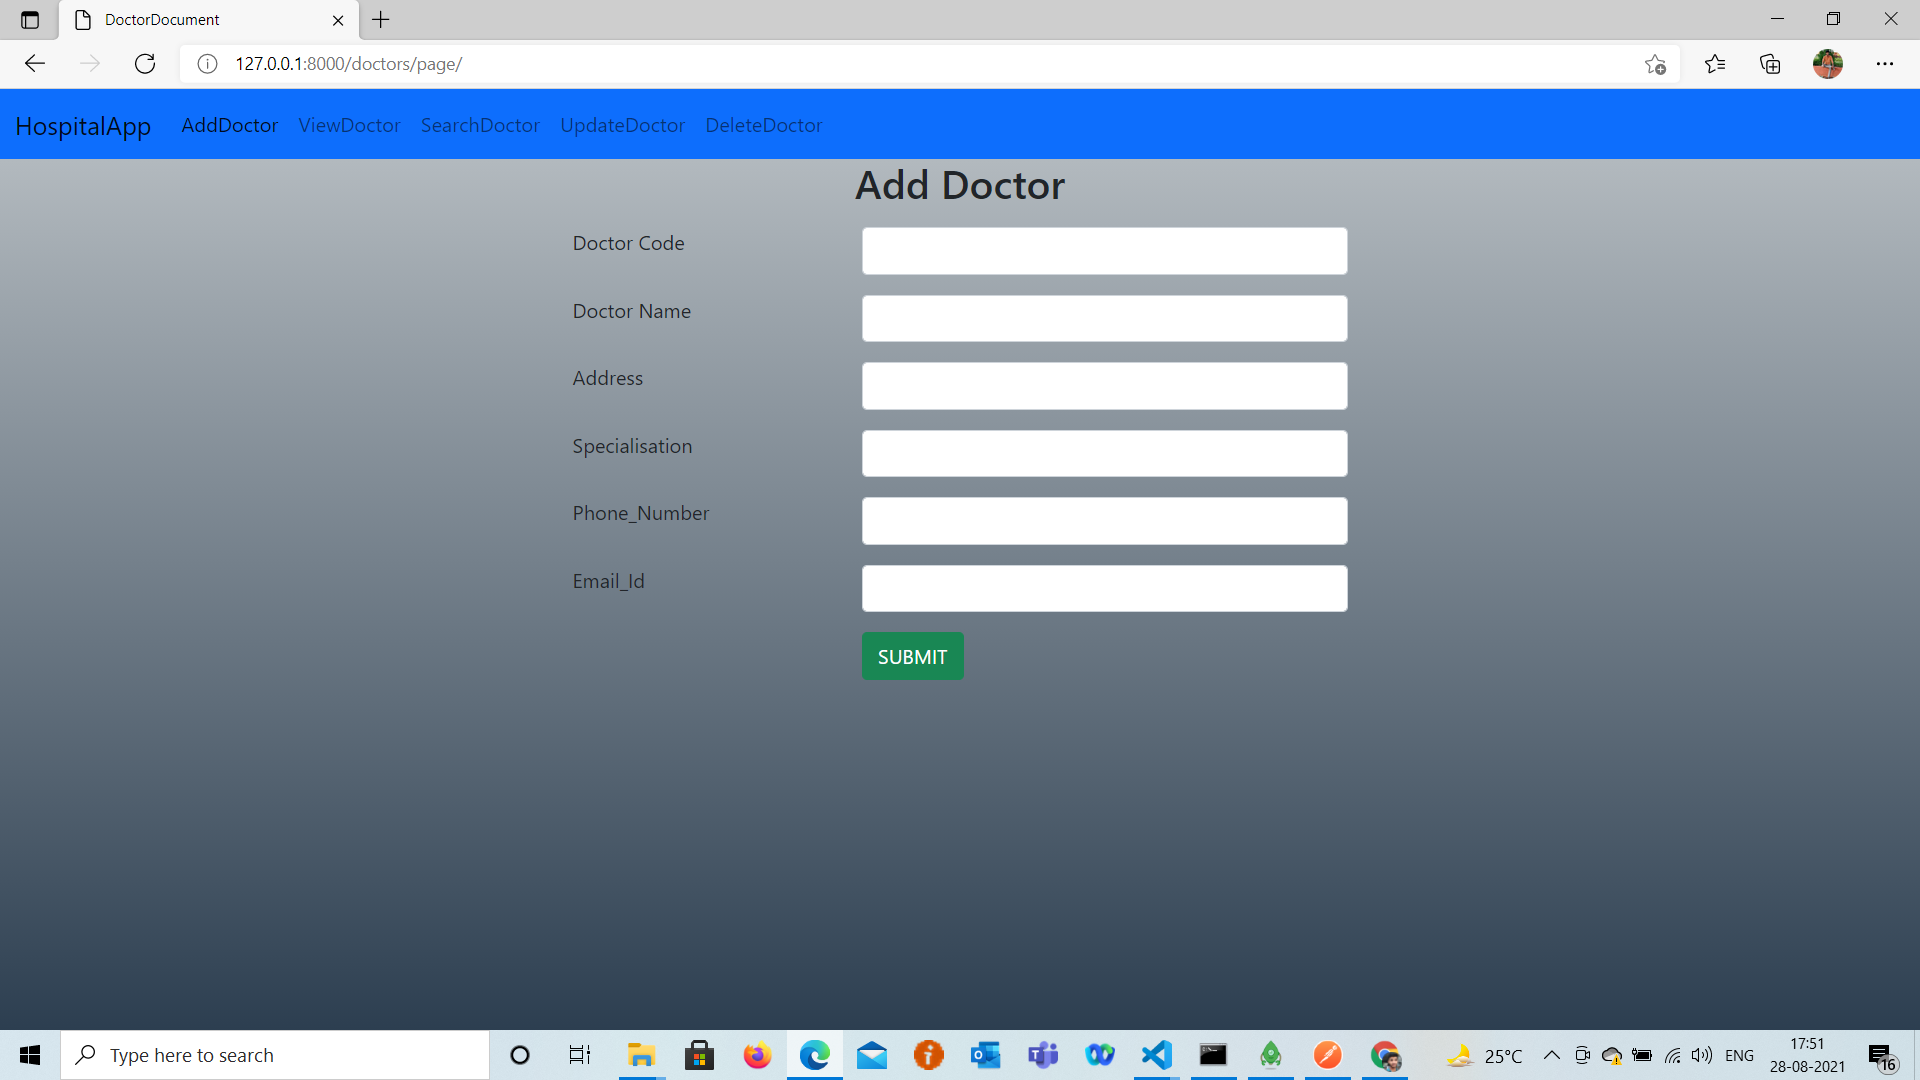 DoctorDocument
127.0.0.1:8000/doctors/page/
HospitalApp AddDoctor ViewDoctor SearchDoctor UpdateDoctor DeleteDoctor
Add Doctor
Doctor Code
Doctor Name
Address
Specialisation
Phone_Number
Email_Id
SUBMIT
Type here to search
25°C
ENG
17:51
28-08-2021
16